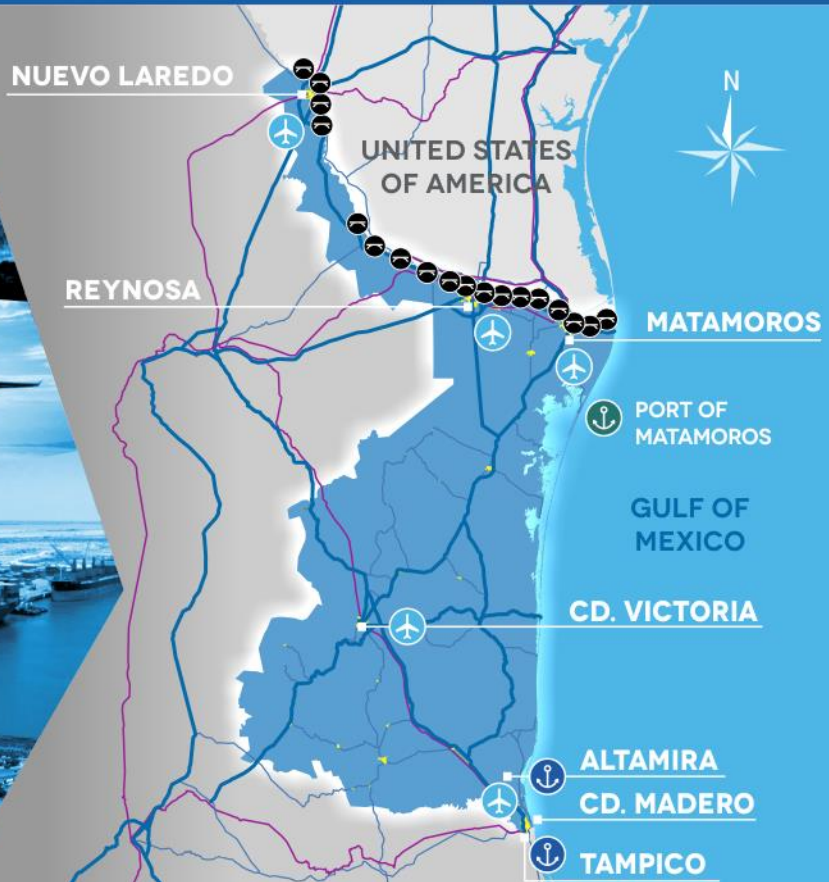 NUEVO LAREDO
N
UNITED STATES
OF AMERICA
REYNOSA
MATAMOROS
PORT OF
MATAMOROS
GULF OF
MEXICO
CD. VICTORIA
ALTAMIRA
CD. MADERO
TAMPICO